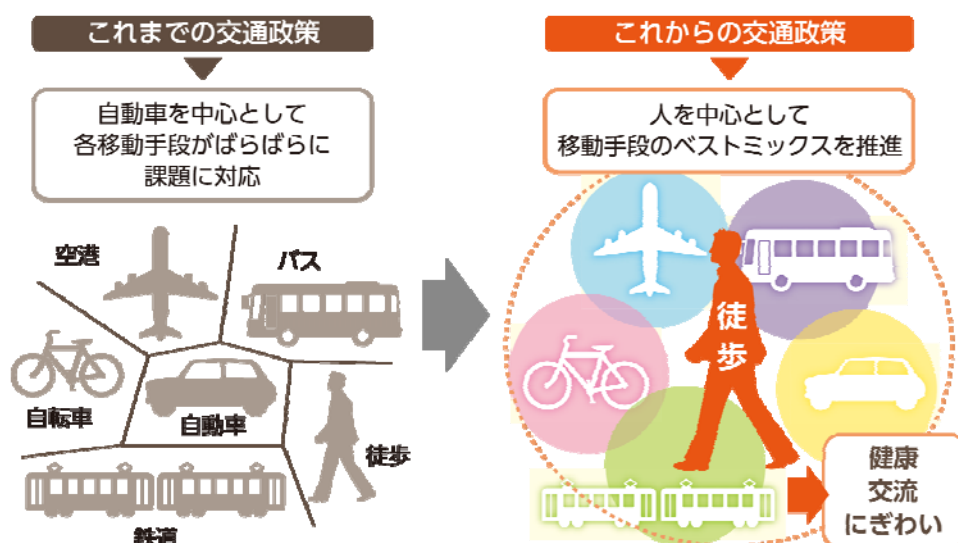 これまでの交通政策
自動車を中心として
各移動手段がばらばらに
課題に対応
空港
バス
自転車
自動車
徒歩
鉄道
これからの交通政策
人を中心として
移動手段のベストミックスを推進
徒歩
健康
交流
にぎわい